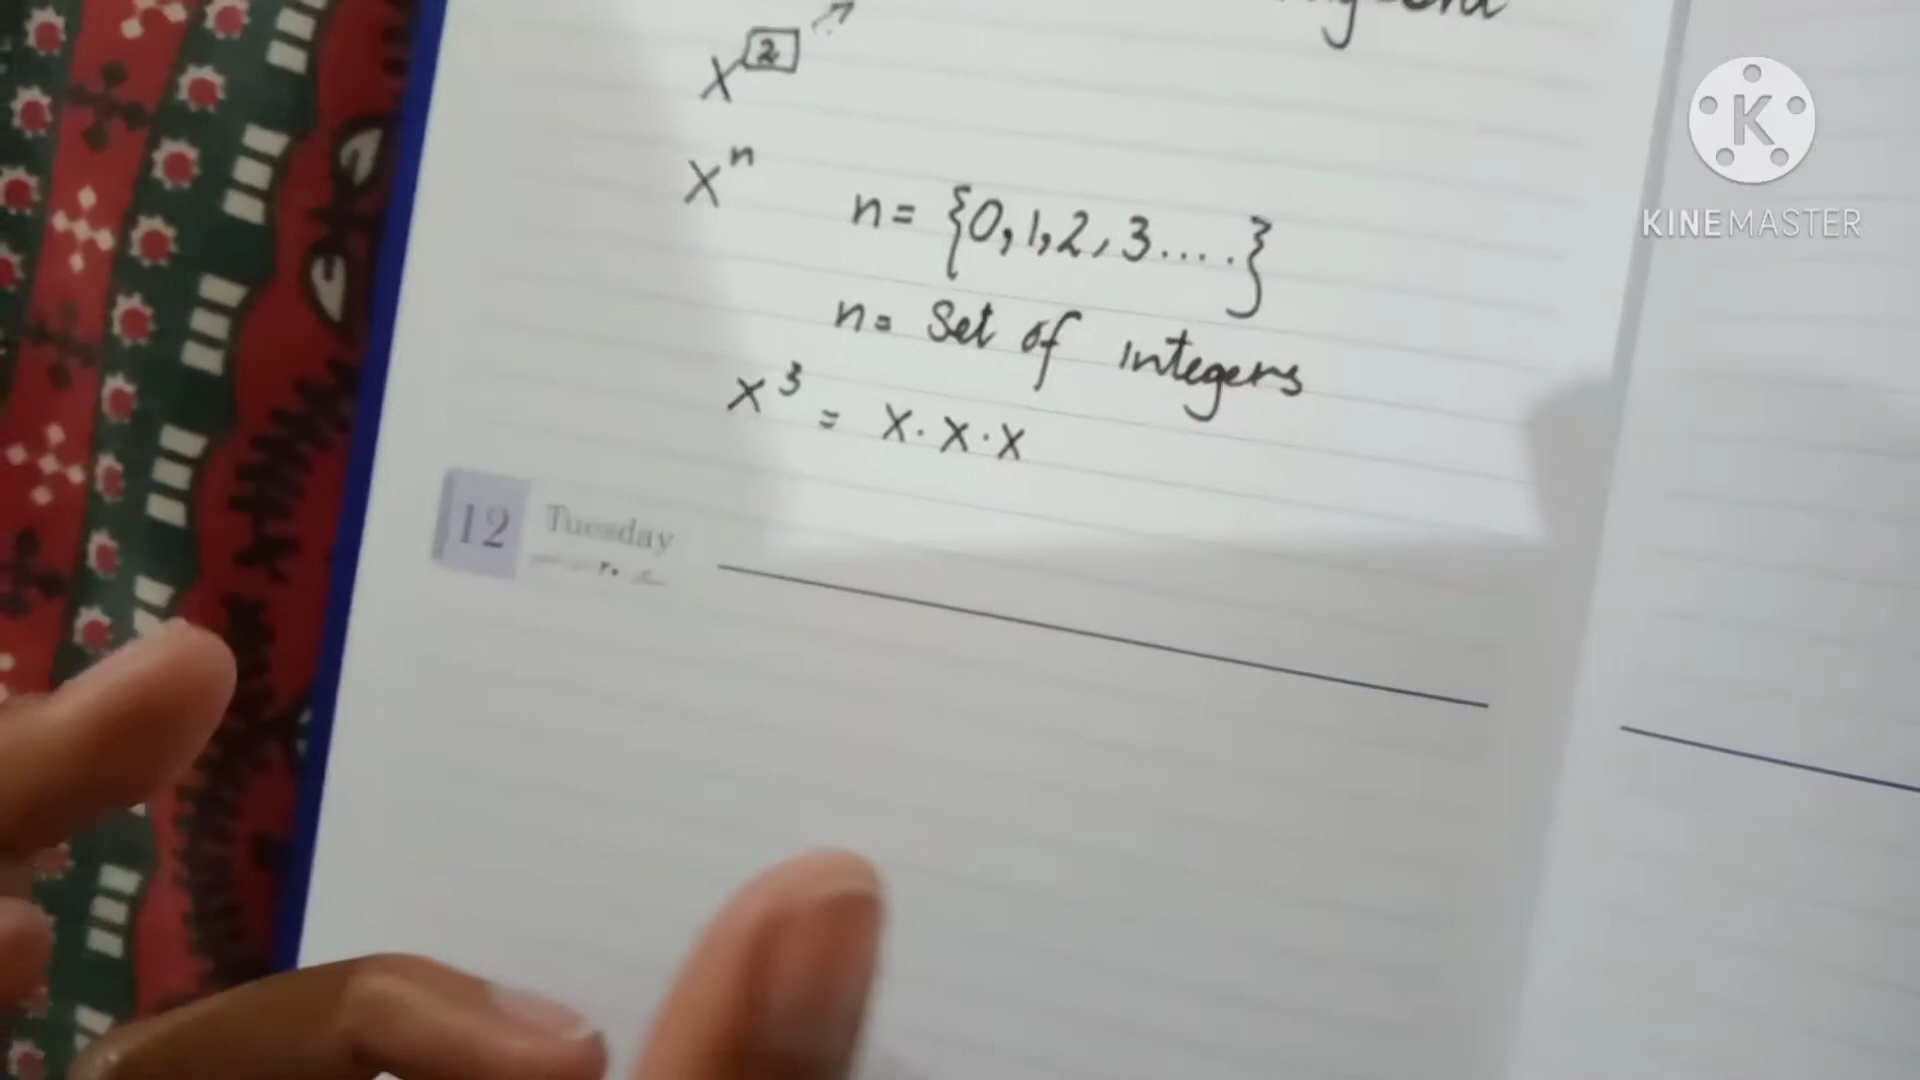 x²
K
xⁿ
n = {0, 1, 2, 3....}
KINEMASTER
n = Set of integers
x³ = x . x . x
12 Tuesday